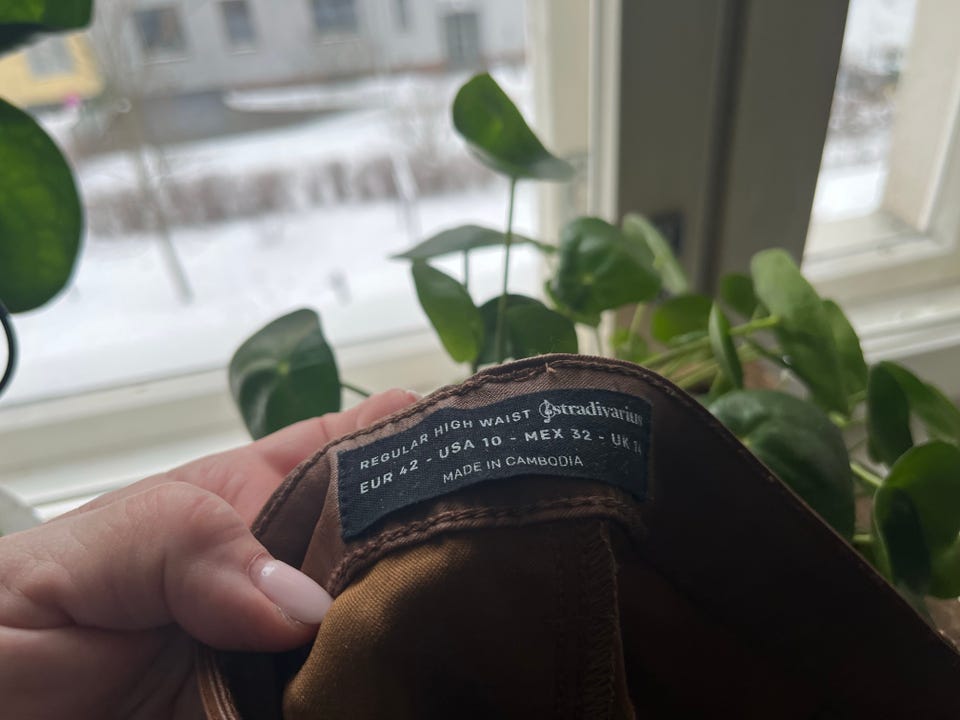 REGULAR HIGH WAIST stradivarius
EUR 42 - USA 10 - MEX 32 - UK 14
MADE IN CAMBODIA